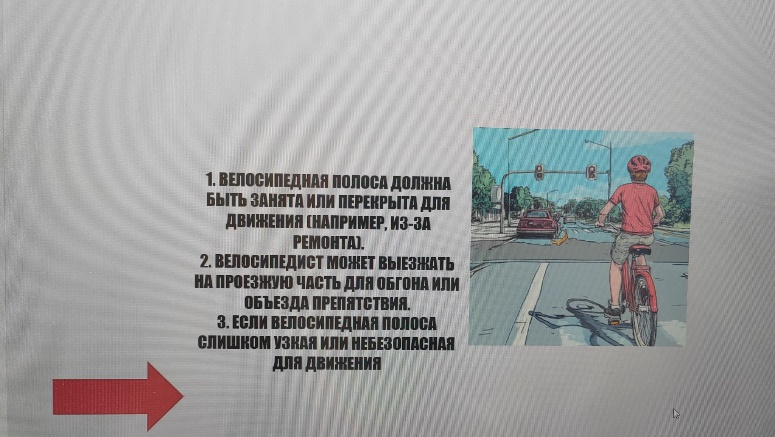 1. ВЕЛОСИПЕДНАЯ ПОЛОСА ДОЛЖНА
БЫТЬ ЗАНЯТА ИЛИ ПЕРЕКРЫТА ДЛЯ
ДВИЖЕНИЯ (НАПРИМЕР, ИЗ-ЗА
РЕМОНТА).
2. ВЕЛОСИПЕДИСТ МОЖЕТ ВЫЕЗЖАТЬ
НА ПРОЕЗЖУЮ ЧАСТЬ ДЛЯ ОБГОНА ИЛИ
ОБЪЕЗДА ПРЕПЯТСТВИЯ.
3. ЕСЛИ ВЕЛОСИПЕДНАЯ ПОЛОСА
СЛИШКОМ УЗКАЯ ИЛИ НЕБЕЗОПАСНАЯ
ДЛЯ ДВИЖЕНИЯ